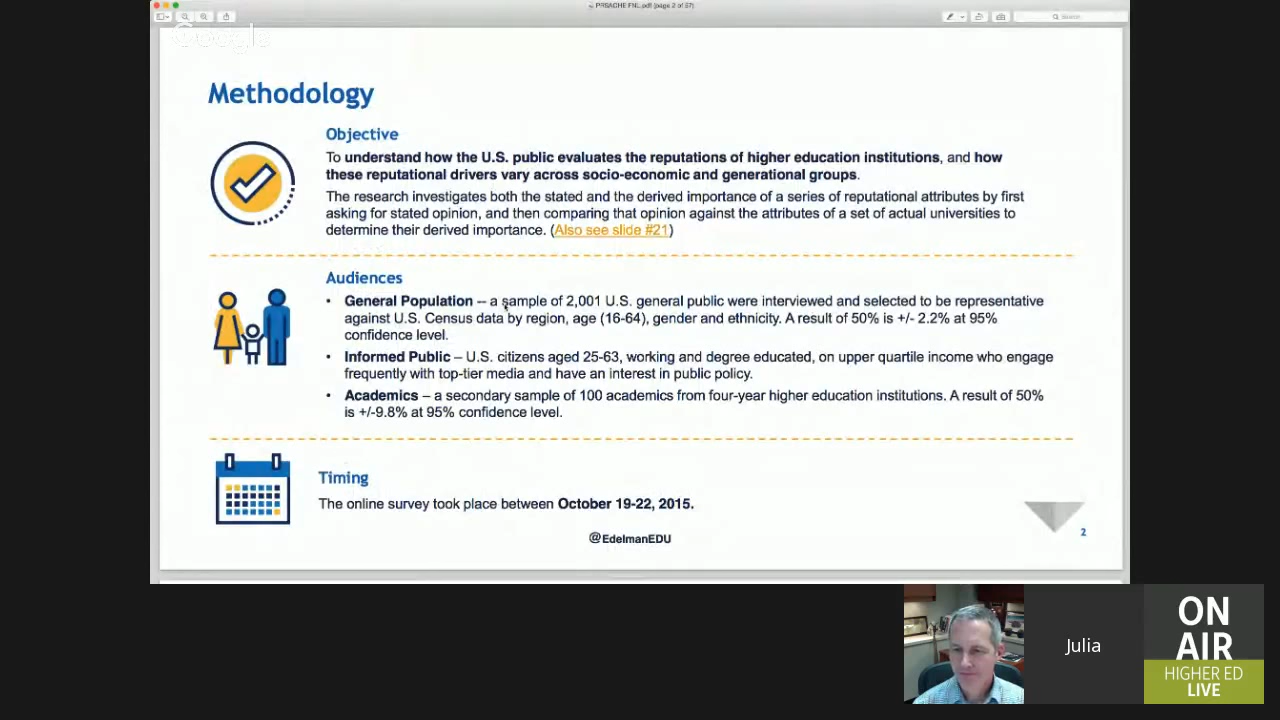 PRSACHE FNL.pdf (page 2 of 57)
Search
Google
Methodology
Objective
To understand how the U.S. public evaluates the reputations of higher education institutions, and how
these reputational drivers vary across socio-economic and generational groups.
The research investigates both the stated and the derived importance of a series of reputational attributes by first
asking for stated opinion, and then comparing that opinion against the attributes of a set of actual universities to
determine their derived importance. (Also see slide #21)
Audiences
• General Population -- a sample of 2,001 U.S. general public were interviewed and selected to be representative
against U.S. Census data by region, age (16-64), gender and ethnicity. A result of 50% is +/- 2.2% at 95%
confidence level.
• Informed Public – U.S. citizens aged 25-63, working and degree educated, on upper quartile income who engage
frequently with top-tier media and have an interest in public policy.
• Academics – a secondary sample of 100 academics from four-year higher education institutions. A result of 50%
is +/-9.8% at 95% confidence level.
Timing
The online survey took place between October 19-22, 2015.
@EdelmanEDU
2
Julia
ON
AIR
HIGHER ED
LIVE